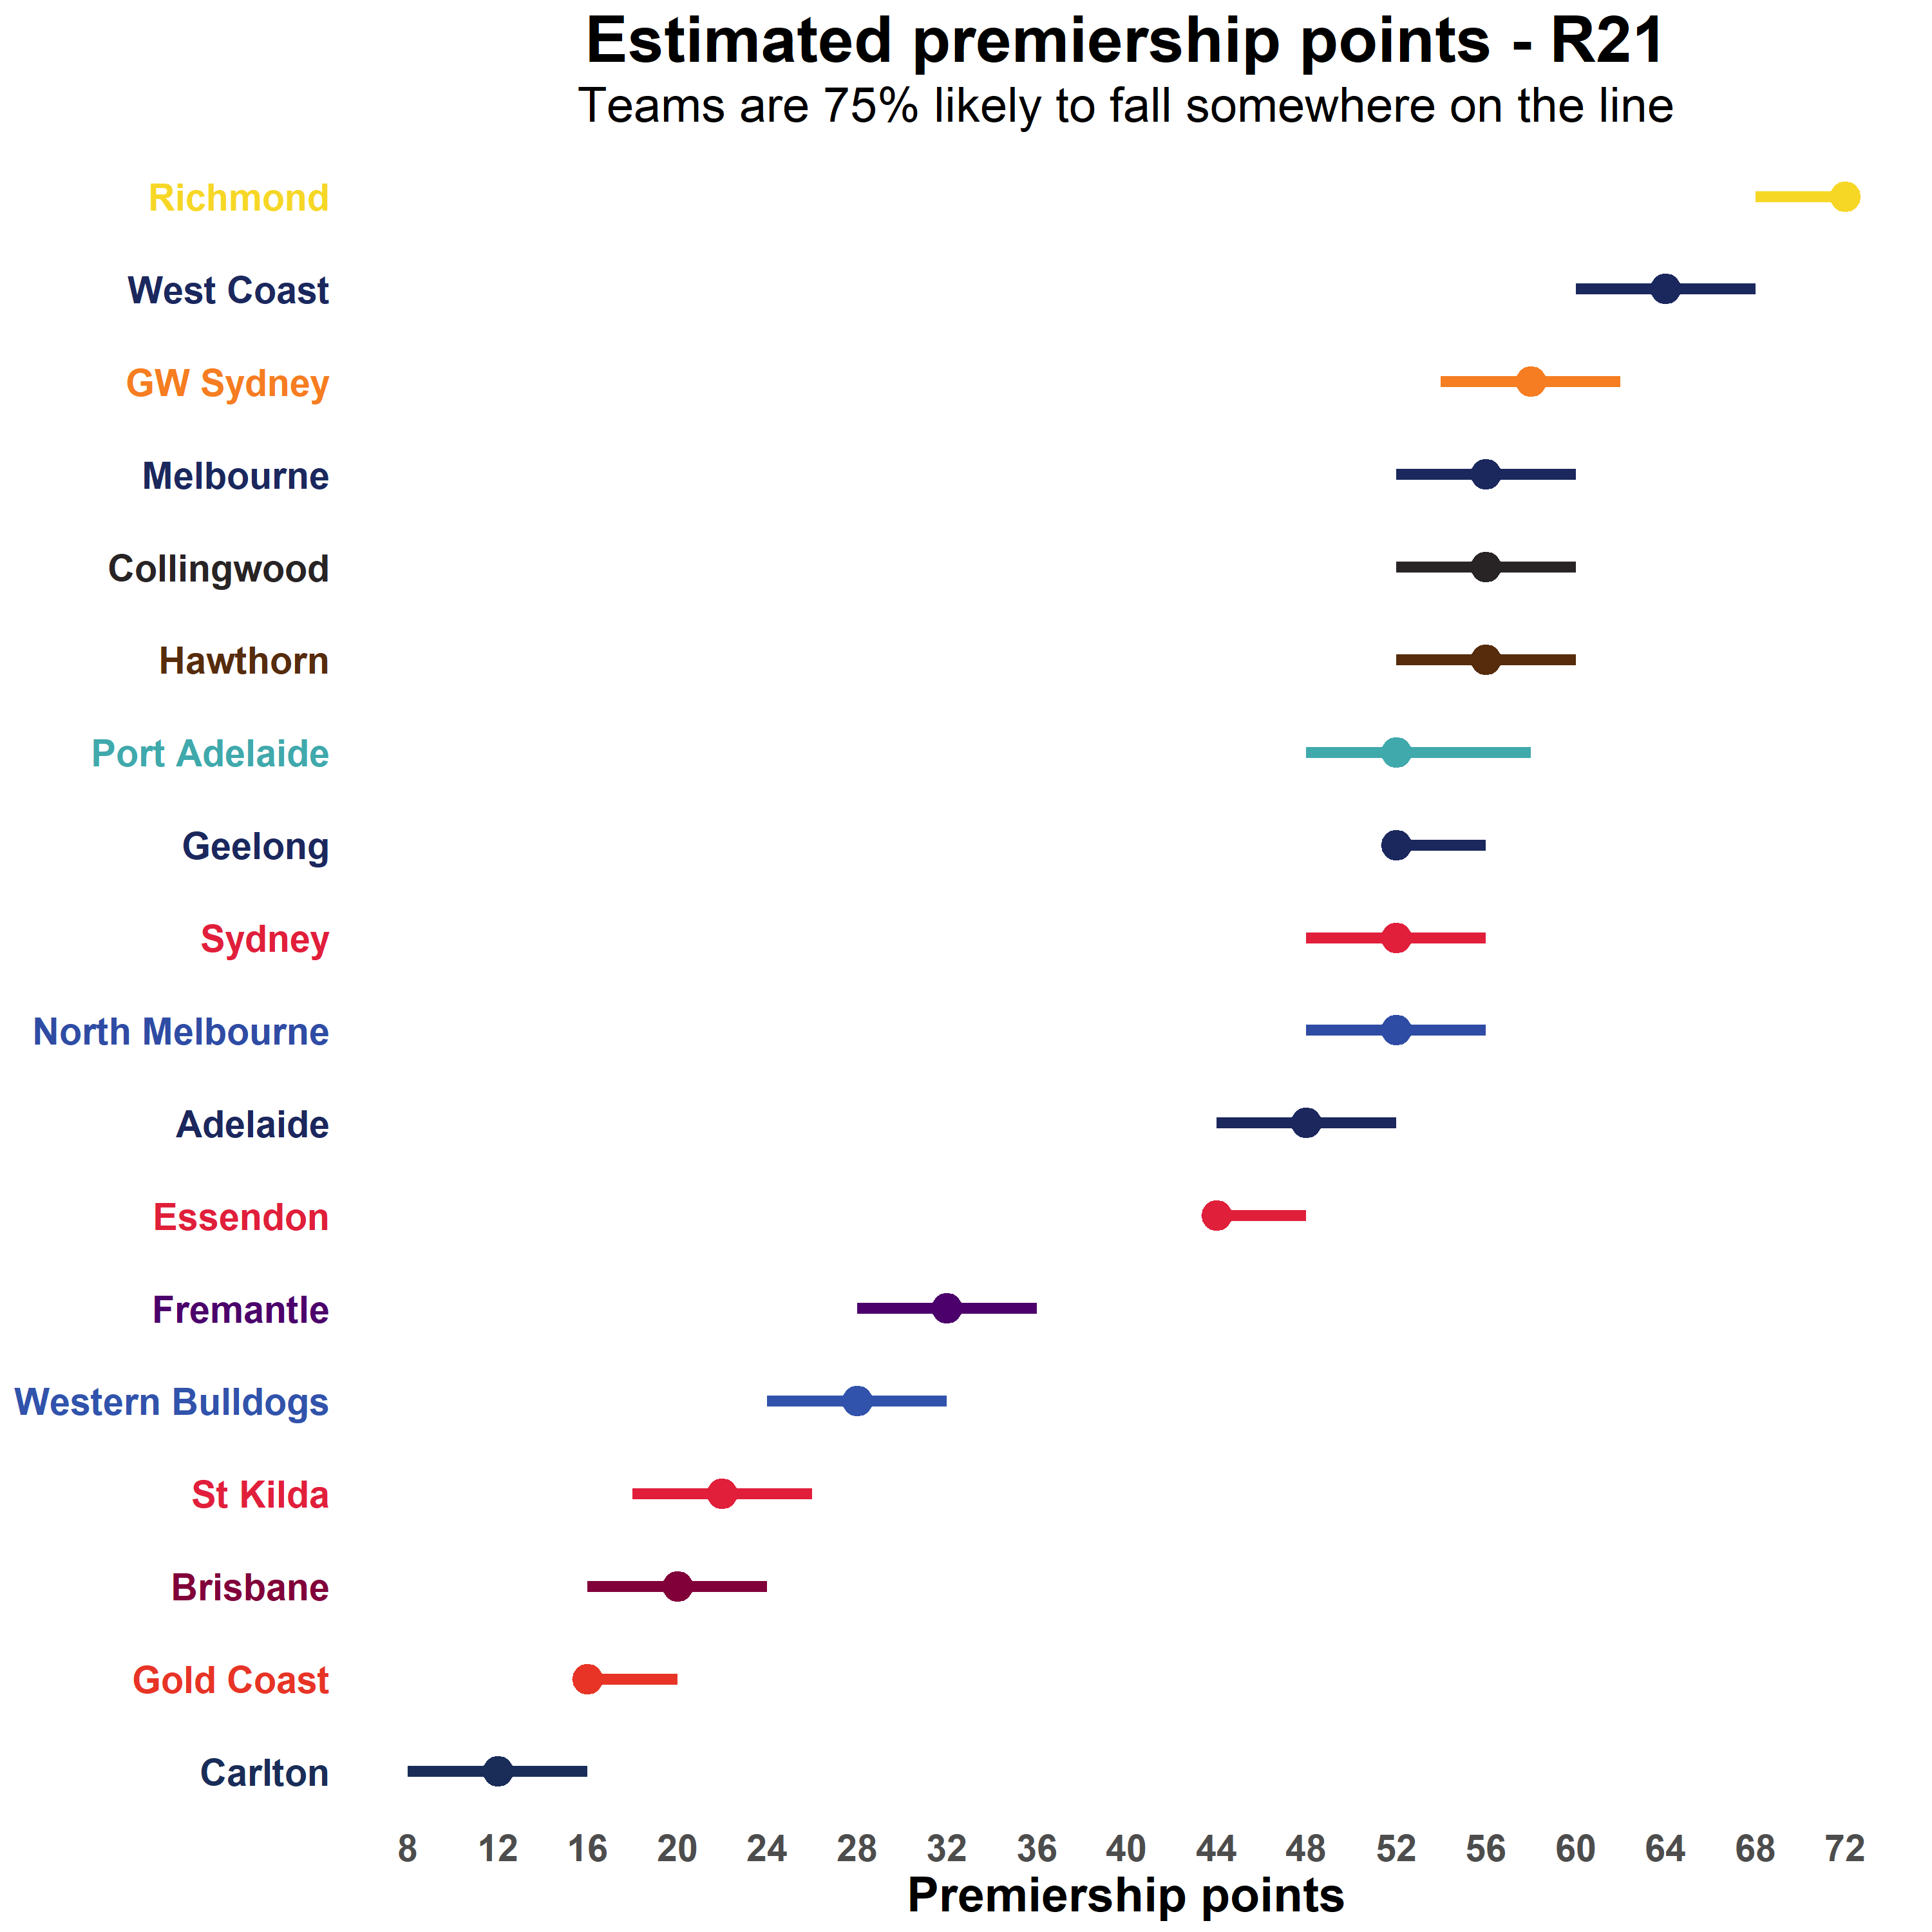 Estimated premiership points - R21
Teams are 75% likely to fall somewhere on the line
Richmond
West Coast
GW Sydney
Melbourne
Collingwood
Hawthorn
Port Adelaide
Geelong
Sydney
North Melbourne
Adelaide
Essendon
Fremantle
Western Bulldogs
St Kilda
Brisbane
Gold Coast
Carlton
8 12 16 20 24 28 32 36 40 44 48 52 56 60 64 68 72
Premiership points